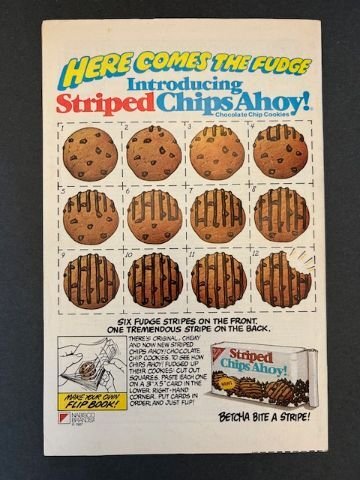 HERE COMES THE FUDGE
Introducing
Striped Chips Ahoy!®
Chocolate Chip Cookies
1 2 3 4
5 6 7 8
9 10 11 12
SIX FUDGE STRIPES ON THE FRONT.
ONE TREMENDOUS STRIPE ON THE BACK.
THERE'S ORIGINAL, CHEWY
AND NOW NEW STRIPED
CHIPS AHOY! CHOCOLATE
CHIP COOKIES. TO SEE HOW
CHIPS AHOY! FUDGED UP
THEIR COOKIES: CUT OUT
SQUARES. PASTE EACH ONE
ON A 3"X 5" CARD IN THE
LOWER RIGHT-HAND
CORNER. PUT CARDS IN
ORDER, AND JUST FLIP!
MAKE YOUR OWN
FLIP BOOK!
NABISCO
BRANDS
© 1987
Striped
Chips Ahoy!
BETCHA BITE A STRIPE!